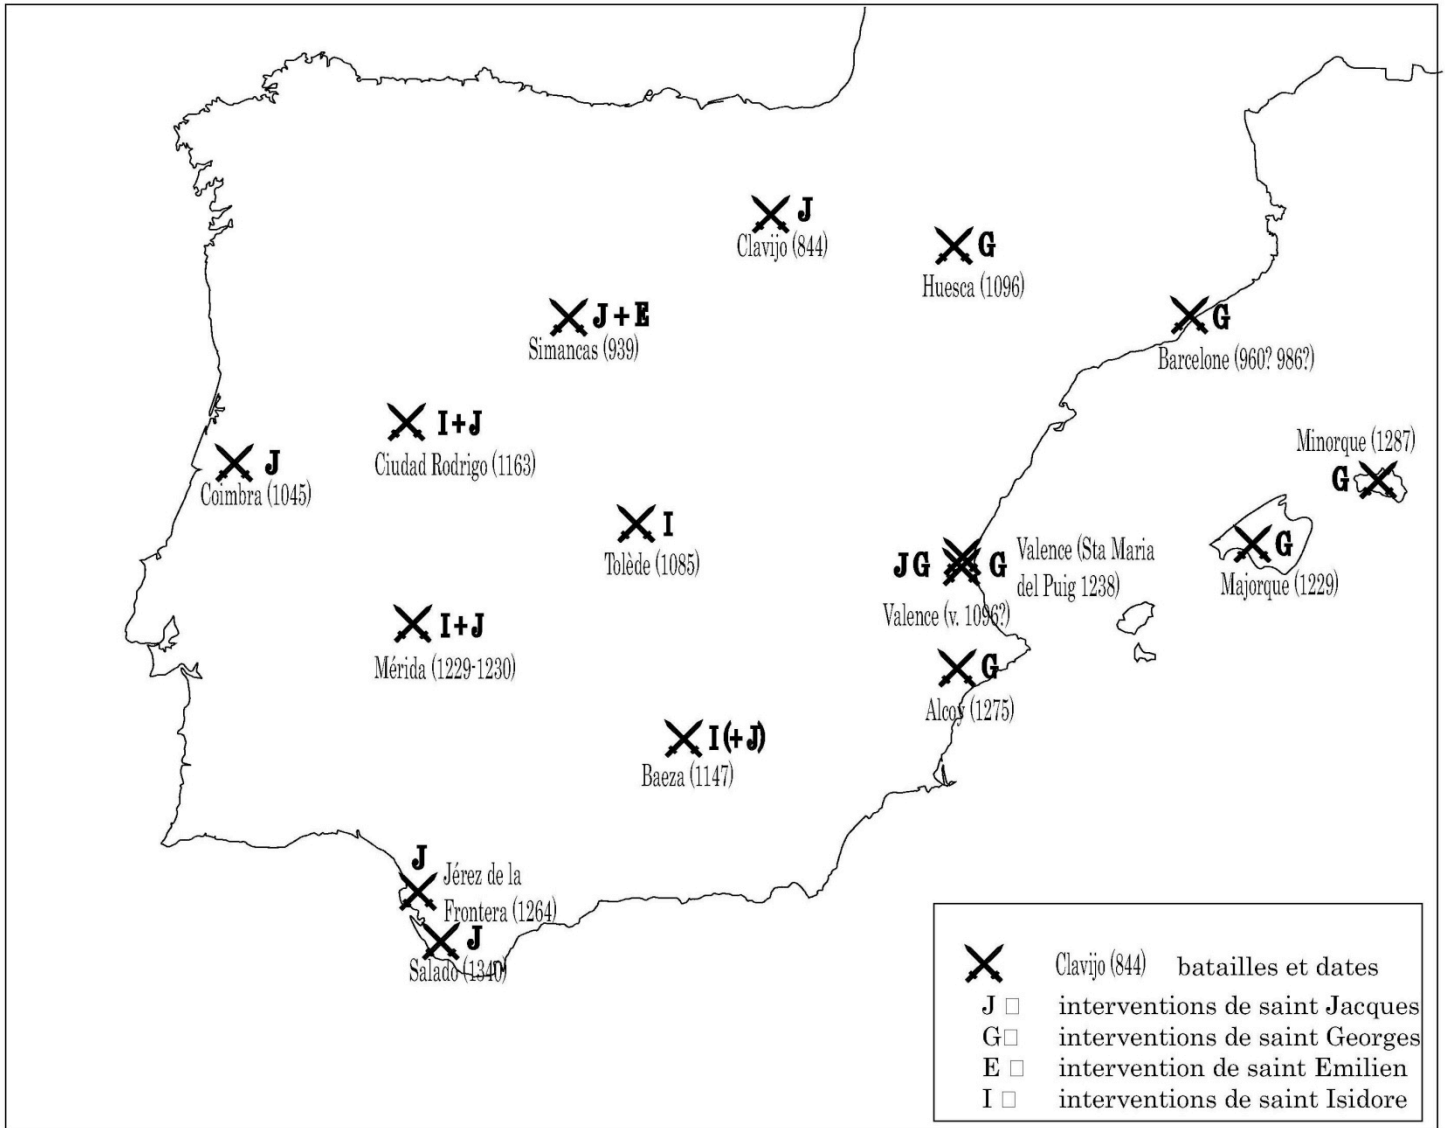 J
Clavijo (844)
G
Huesca (1096)
J + E
Simancas (939)
G
Barcelone (960? 986?)
I+J
Ciudad Rodrigo (1163)
J
Coimbra (1045)
Minorque (1287)
G
I
Tolède (1085)
J G
G
Valence (Sta Maria
del Puig 1238)
Valence (v. 1096?)
G
Majorque (1229)
I+J
Mérida (1229-1230)
G
Alcoy (1275)
I (+ J)
Baeza (1147)
J
Jérez de la
Frontera (1264)
J
Salado (1340)
Clavijo (844) batailles et dates
J □ interventions de saint Jacques
G□ interventions de saint Georges
E □ intervention de saint Emilien
I □ interventions de saint Isidore